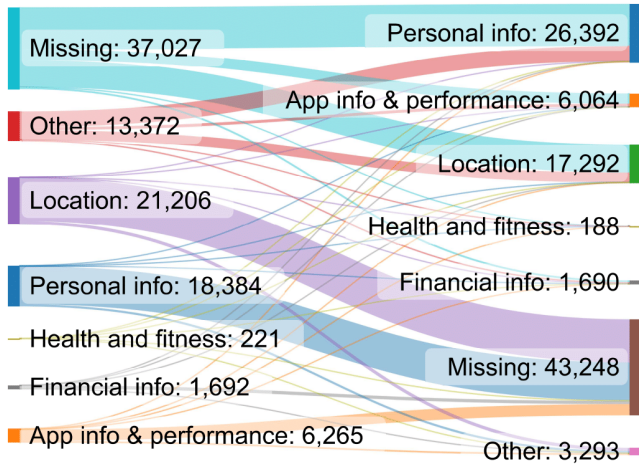 Missing: 37,027
Other: 13,372
Location: 21,206
Personal info: 18,384
Health and fitness: 221
Financial info: 1,692
App info & performance: 6,265
Personal info: 26,392
App info & performance: 6,064
Location: 17,292
Health and fitness: 188
Financial info: 1,690
Missing: 43,248
Other: 3,293